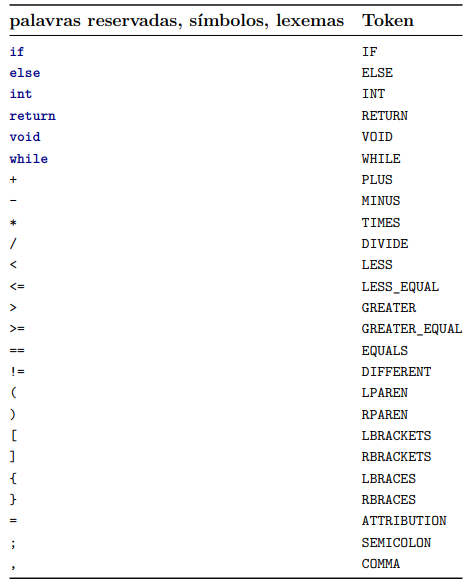 palavras reservadas, símbolos, lexemas Token
if IF
else ELSE
int INT
return RETURN
void VOID
while WHILE
+ PLUS
- MINUS
* TIMES
/ DIVIDE
< LESS
<= LESS_EQUAL
> GREATER
>= GREATER_EQUAL
== EQUALS
!= DIFFERENT
( LPAREN
) RPAREN
[ LBRACKETS
] RBRACKETS
{ LBRACES
} RBRACES
= ATTRIBUTION
; SEMICOLON
, COMMA